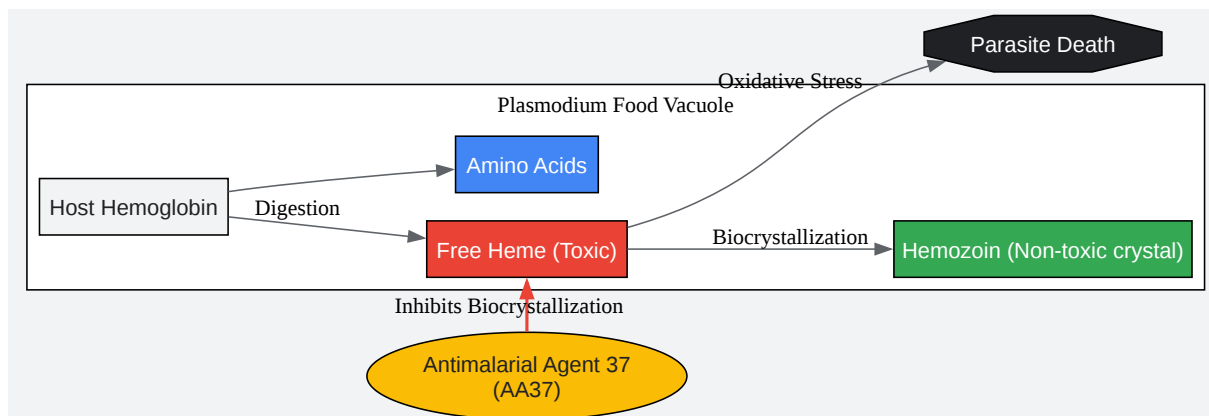 Parasite Death
Oxidative Stress
Plasmodium Food Vacuole
Amino Acids
Host Hemoglobin
Digestion
Free Heme (Toxic)
Biocrystallization
Hemozoin (Non-toxic crystal)
Inhibits Biocrystallization
Antimalarial Agent 37
(AA37)